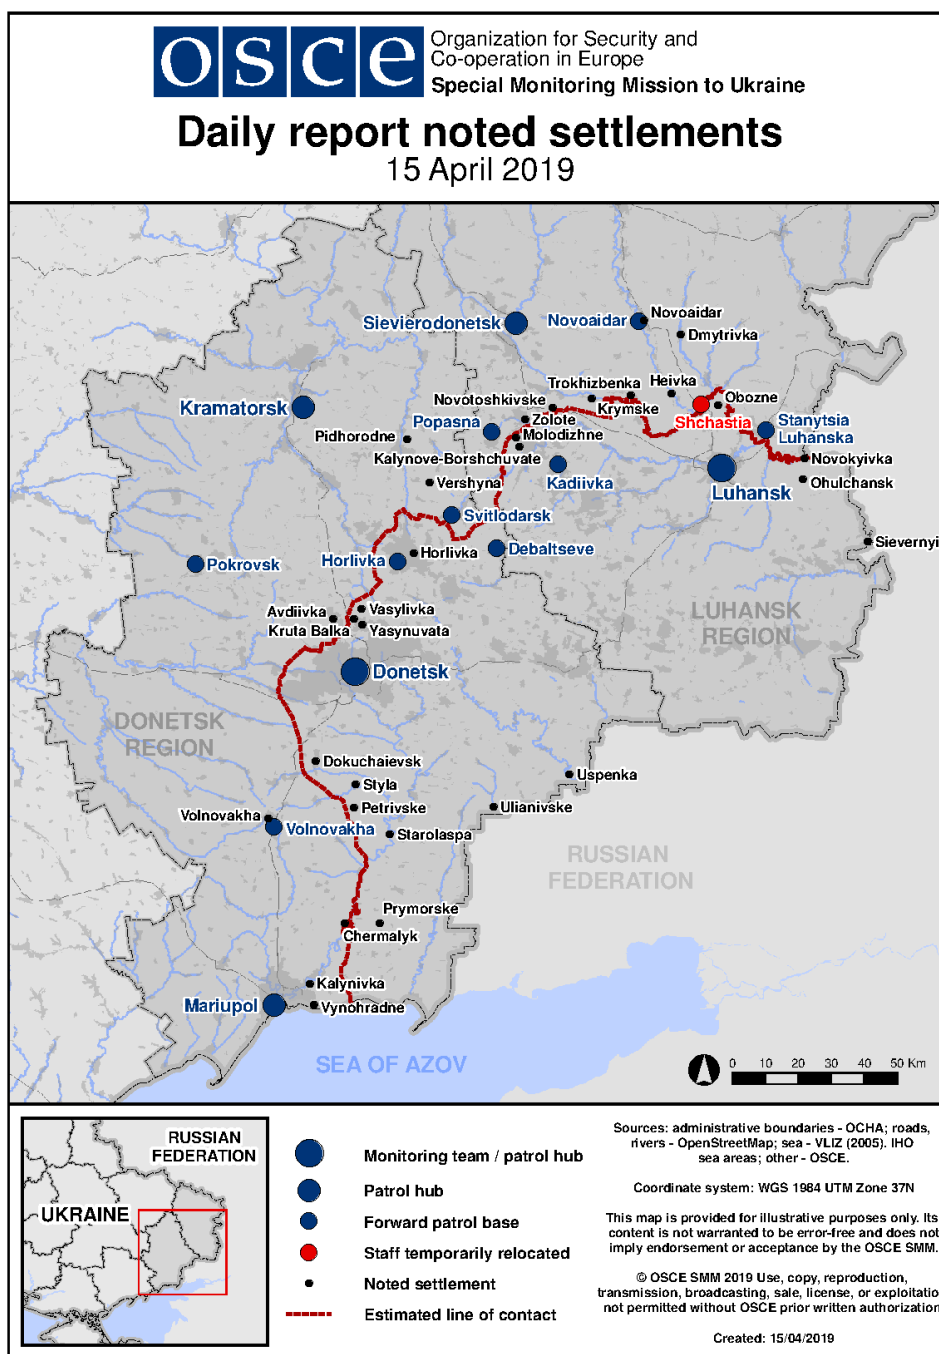 osce
Organization for Security and
Co-operation in Europe
Special Monitoring Mission to Ukraine
Daily report noted settlements
15 April 2019
Sievierodonetsk
Novoaidar
Novoaidar
Dmytrivka
Kramatorsk
Novotoshkivske
Trokhizbenka
Heivka
Obozne
Krymske
Shchastia
Popasna
Zolote
Molodizhne
Stanytsia
Luhanska
Pidhorodne
Kalynove-Borshchuvate
Kadiivka
Luhansk
Novokyivka
Ohulchansk
Vershyna
Svitlodarsk
Debaltseve
Sievernyi
Pokrovsk
Horlivka
Horlivka
Avdiivka
Vasylivka
Kruta Balka
Yasynuvata
LUHANSK
REGION
Donetsk
DONETSK
REGION
Dokuchaievsk
Styla
Uspenka
Petrivske
Ulianivske
Volnovakha
Volnovakha
Starolaspa
RUSSIAN
FEDERATION
Prymorske
Chermalyk
Kalynivka
Mariupol
Vynohradne
SEA OF AZOV
0 10 20 30 40 50 Km
RUSSIAN
FEDERATION
UKRAINE
Monitoring team / patrol hub
Patrol hub
Forward patrol base
Staff temporarily relocated
Noted settlement
Estimated line of contact
Sources: administrative boundaries - OCHA; roads,
rivers - OpenStreetMap; sea - VLIZ (2005). IHO
sea areas; other - OSCE.
Coordinate system: WGS 1984 UTM Zone 37N
This map is provided for illustrative purposes only. Its
content is not warranted to be error-free and does not
imply endorsement or acceptance by the OSCE SMM.
© OSCE SMM 2019 Use, copy, reproduction,
transmission, broadcasting, sale, license, or exploitatio
not permitted without OSCE prior written authorization
Created: 15/04/2019